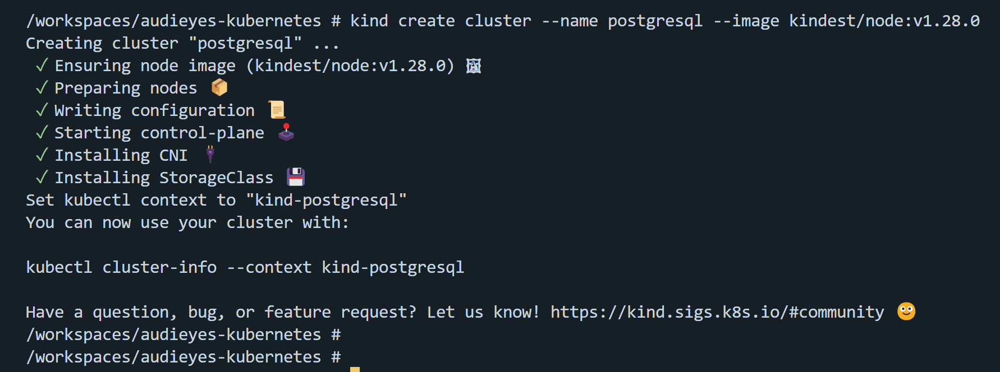 /workspaces/audieyes-kubernetes # kind create cluster --name postgresql --image kindest/node:v1.28.0
Creating cluster "postgresql" ...
✓ Ensuring node image (kindest/node:v1.28.0) 🖼
✓ Preparing nodes 📦
✓ Writing configuration 📜
✓ Starting control-plane 🕹️
✓ Installing CNI 🔌
✓ Installing StorageClass 💾
Set kubectl context to "kind-postgresql"
You can now use your cluster with:

kubectl cluster-info --context kind-postgresql

Have a question, bug, or feature request? Let us know! https://kind.sigs.k8s.io/#community 🙂
/workspaces/audieyes-kubernetes #
/workspaces/audieyes-kubernetes #